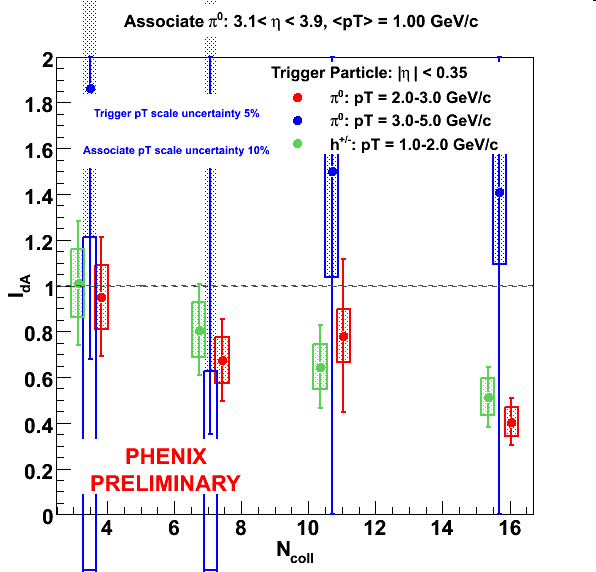 Associate π⁰: 3.1< η < 3.9, <pT> = 1.00 GeV/c
Trigger Particle: |η | < 0.35
π⁰: pT = 2.0-3.0 GeV/c
π⁰: pT = 3.0-5.0 GeV/c
h⁺/⁻: pT = 1.0-2.0 GeV/c
Trigger pT scale uncertainty 5%
Associate pT scale uncertainty 10%
2
1.8
1.6
1.4
1.2
1
0.8
0.6
0.4
0.2
0
I_dA
PHENIX
PRELIMINARY
4 6 8 10 12 14 16
N_coll